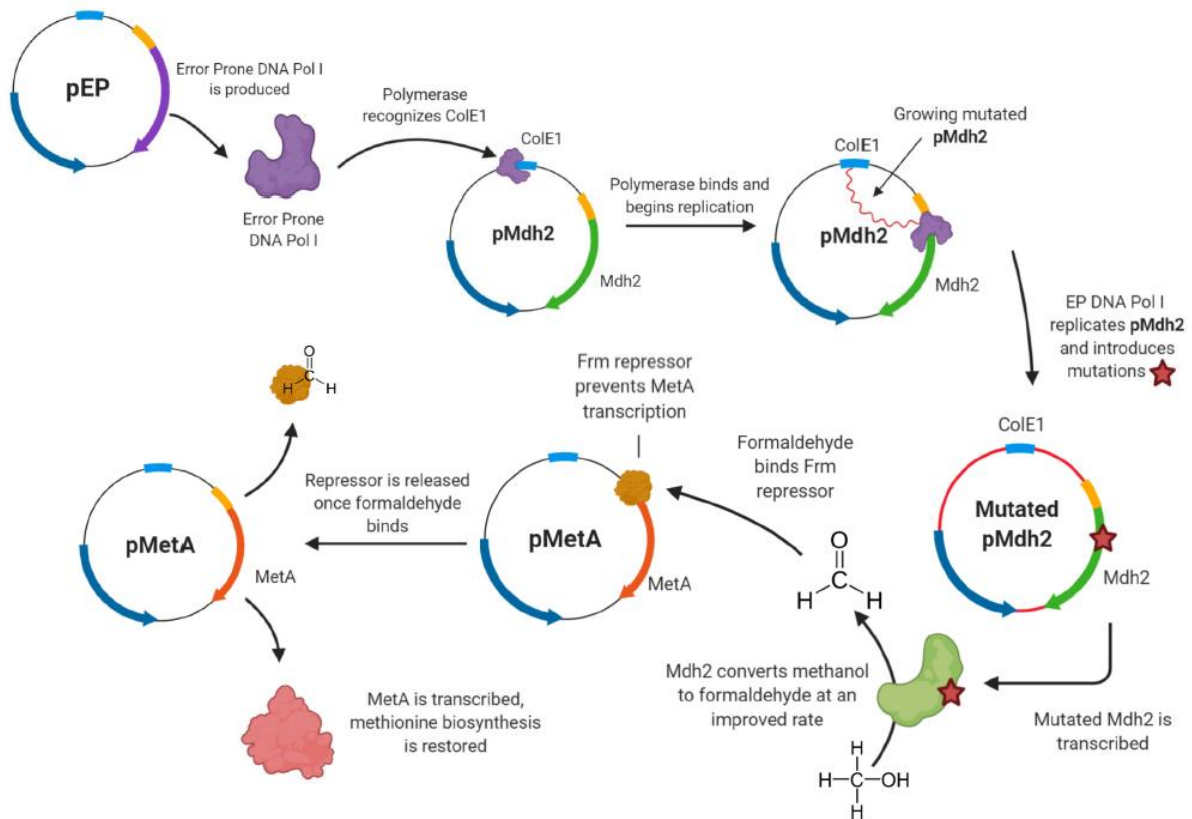 pEP
Error Prone DNA Pol I
is produced
Error Prone
DNA Pol I
Polymerase
recognizes ColE1
ColE1
pMdh2
Mdh2
Polymerase binds and
begins replication
Growing mutated
pMdh2
ColE1
pMdh2
Mdh2
EP DNA Pol I
replicates pMdh2
and introduces
mutations
ColE1
Mutated
pMdh2
Mdh2
Mutated Mdh2 is
transcribed
Mdh2 converts methanol
to formaldehyde at an
improved rate
H
H–C–OH
H
O
C
H H
Formaldehyde
binds Frm
repressor
Frm repressor
prevents MetA
transcription
pMetA
MetA
Repressor is released
once formaldehyde
binds
O
C
H H
pMetA
MetA
MetA is transcribed,
methionine biosynthesis
is restored